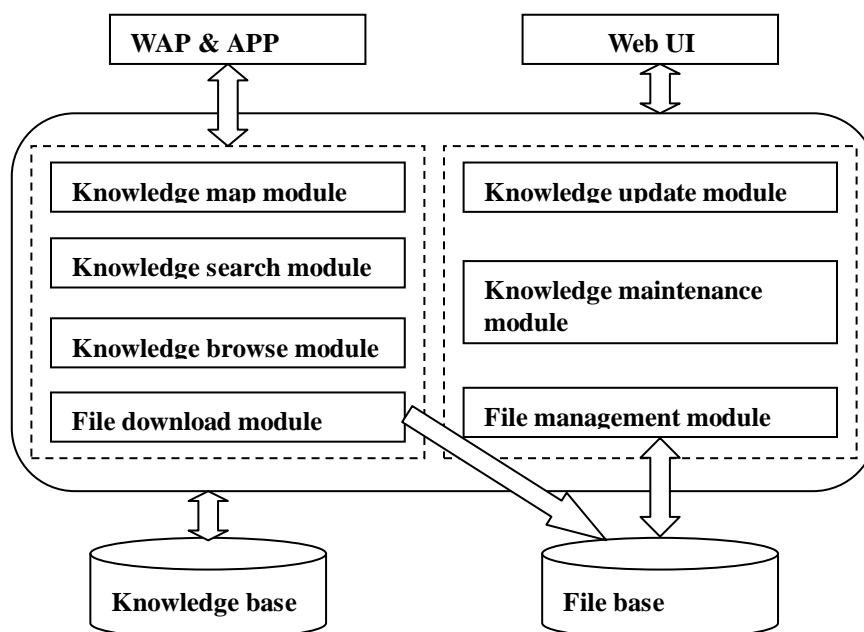 WAP & APP
Web UI
Knowledge map module
Knowledge search module
Knowledge browse module
File download module
Knowledge update module
Knowledge maintenance
module
File management module
Knowledge base
File base